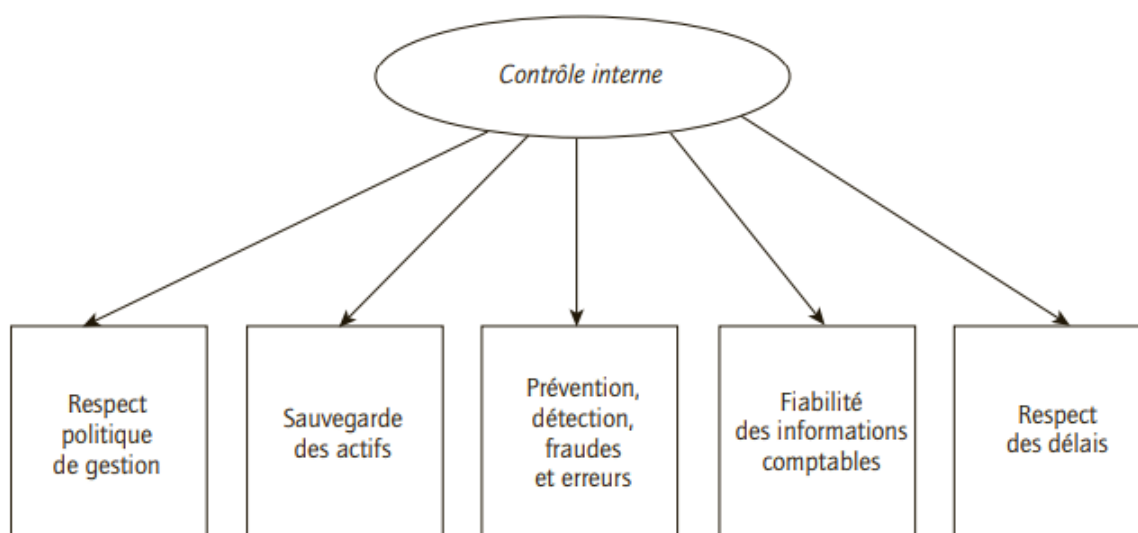 Contrôle interne
Respect
politique
de gestion
Sauvegarde
des actifs
Prévention,
détection,
fraudes
et erreurs
Fiabilité
des informations
comptables
Respect
des délais